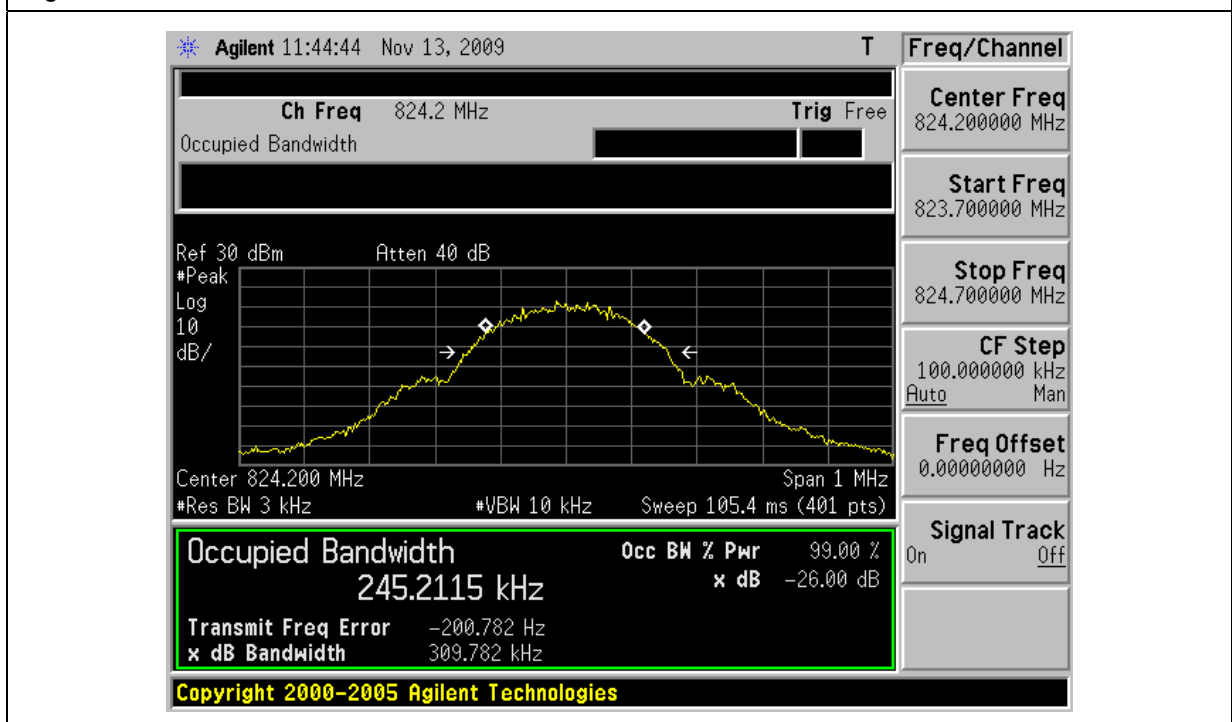 Agilent 11:44:44 Nov 13, 2009 T Freq/Channel
Ch Freq 824.2 MHz Trig Free
Occupied Bandwidth
Center Freq
824.200000 MHz
Start Freq
823.700000 MHz
Stop Freq
824.700000 MHz
CF Step
100.000000 kHz
Auto Man
Freq Offset
0.00000000 Hz
Signal Track
On Off
Ref 30 dBm Atten 40 dB
#Peak
Log
10
dB/
Center 824.200 MHz Span 1 MHz
#Res BW 3 kHz #VBW 10 kHz Sweep 105.4 ms (401 pts)
Occupied Bandwidth Occ BW % Pwr 99.00 %
245.2115 kHz x dB -26.00 dB
Transmit Freq Error -200.782 Hz
x dB Bandwidth 309.782 kHz
Copyright 2000-2005 Agilent Technologies